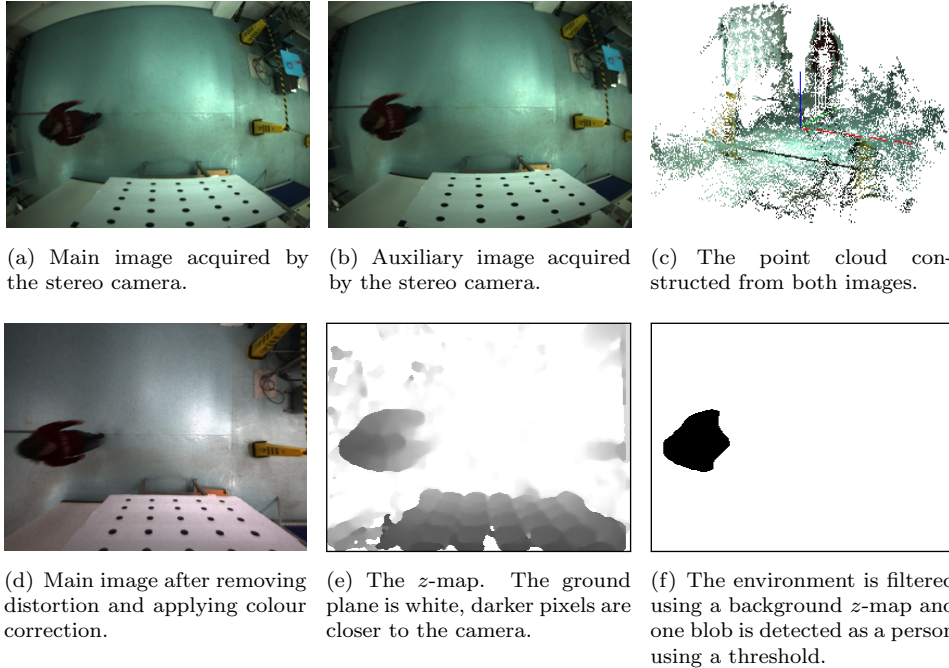 (a) Main image acquired by
the stereo camera.
(b) Auxiliary image acquired
by the stereo camera.
(c) The point cloud con-
structed from both images.
(d) Main image after removing
distortion and applying colour
correction.
(e) The z-map. The ground
plane is white, darker pixels are
closer to the camera.
(f) The environment is filtered
using a background z-map and
one blob is detected as a person
using a threshold.